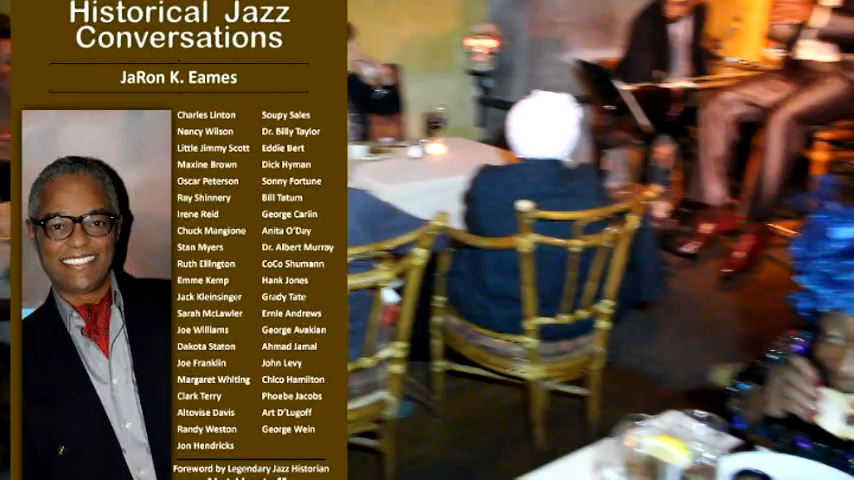 Historical Jazz
Conversations
JaRon K. Eames
Charles Linton
Nancy Wilson
Little Jimmy Scott
Maxine Brown
Oscar Peterson
Ray Shinnery
Irene Reid
Chuck Mangione
Stan Myers
Ruth Ellington
Emme Kemp
Jack Kleinsinger
Sarah McLawler
Joe Williams
Dakota Staton
Joe Franklin
Margaret Whiting
Clark Terry
Altovise Davis
Randy Weston
Jon Hendricks
Soupy Sales
Dr. Billy Taylor
Eddie Bert
Dick Hyman
Sonny Fortune
Bill Tatum
George Carlin
Anita O'Day
Dr. Albert Murray
CoCo Shumann
Hank Jones
Grady Tate
Ernie Andrews
George Avakian
Ahmad Jamal
John Levy
Chico Hamilton
Phoebe Jacobs
Art D'Lugoff
George Wein
Foreword by Legendary Jazz Historian